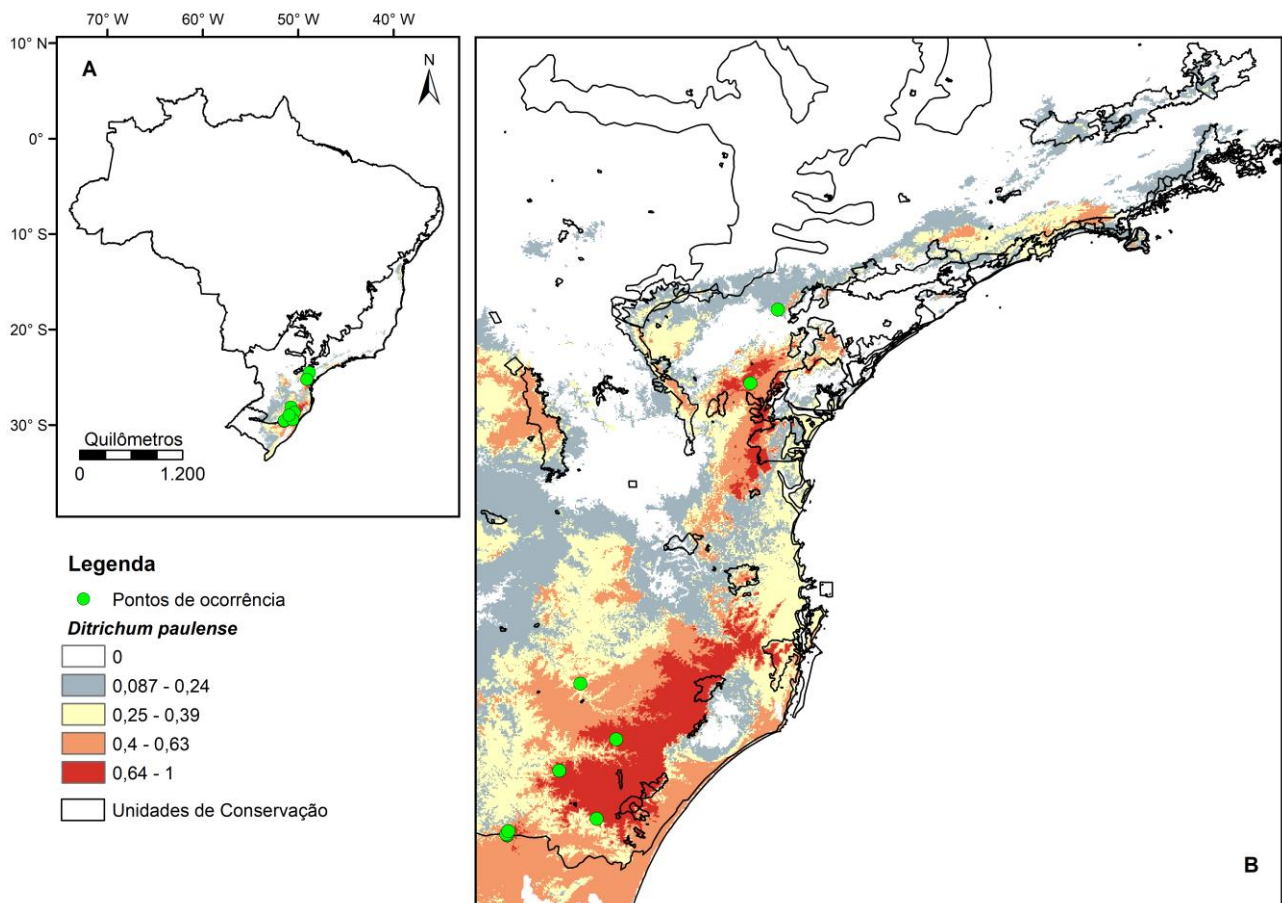 70° W 60° W 50° W 40° W
10° N
0°
10° S
20° S
30° S
A
N
Quilômetros
0 1.200
Legenda
Pontos de ocorrência
Ditrichum paulense
0
0,087 - 0,24
0,25 - 0,39
0,4 - 0,63
0,64 - 1
Unidades de Conservação
B